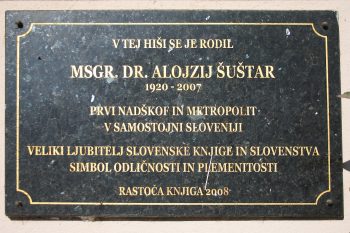 V TEJ HIŠI SE JE RODIL
MSGR. DR. ALOJZIJ ŠUŠTAR
1920 - 2007
PRVI NADŠKOF IN METROPOLIT
V SAMOSTOJNI SLOVENIJI
VELIKI LJUBITELJ SLOVENSKE KNJIGE IN SLOVENSTVA
SIMBOL ODLIČNOSTI IN PLEMENITOSTI
RASTOČA KNJIGA 2008